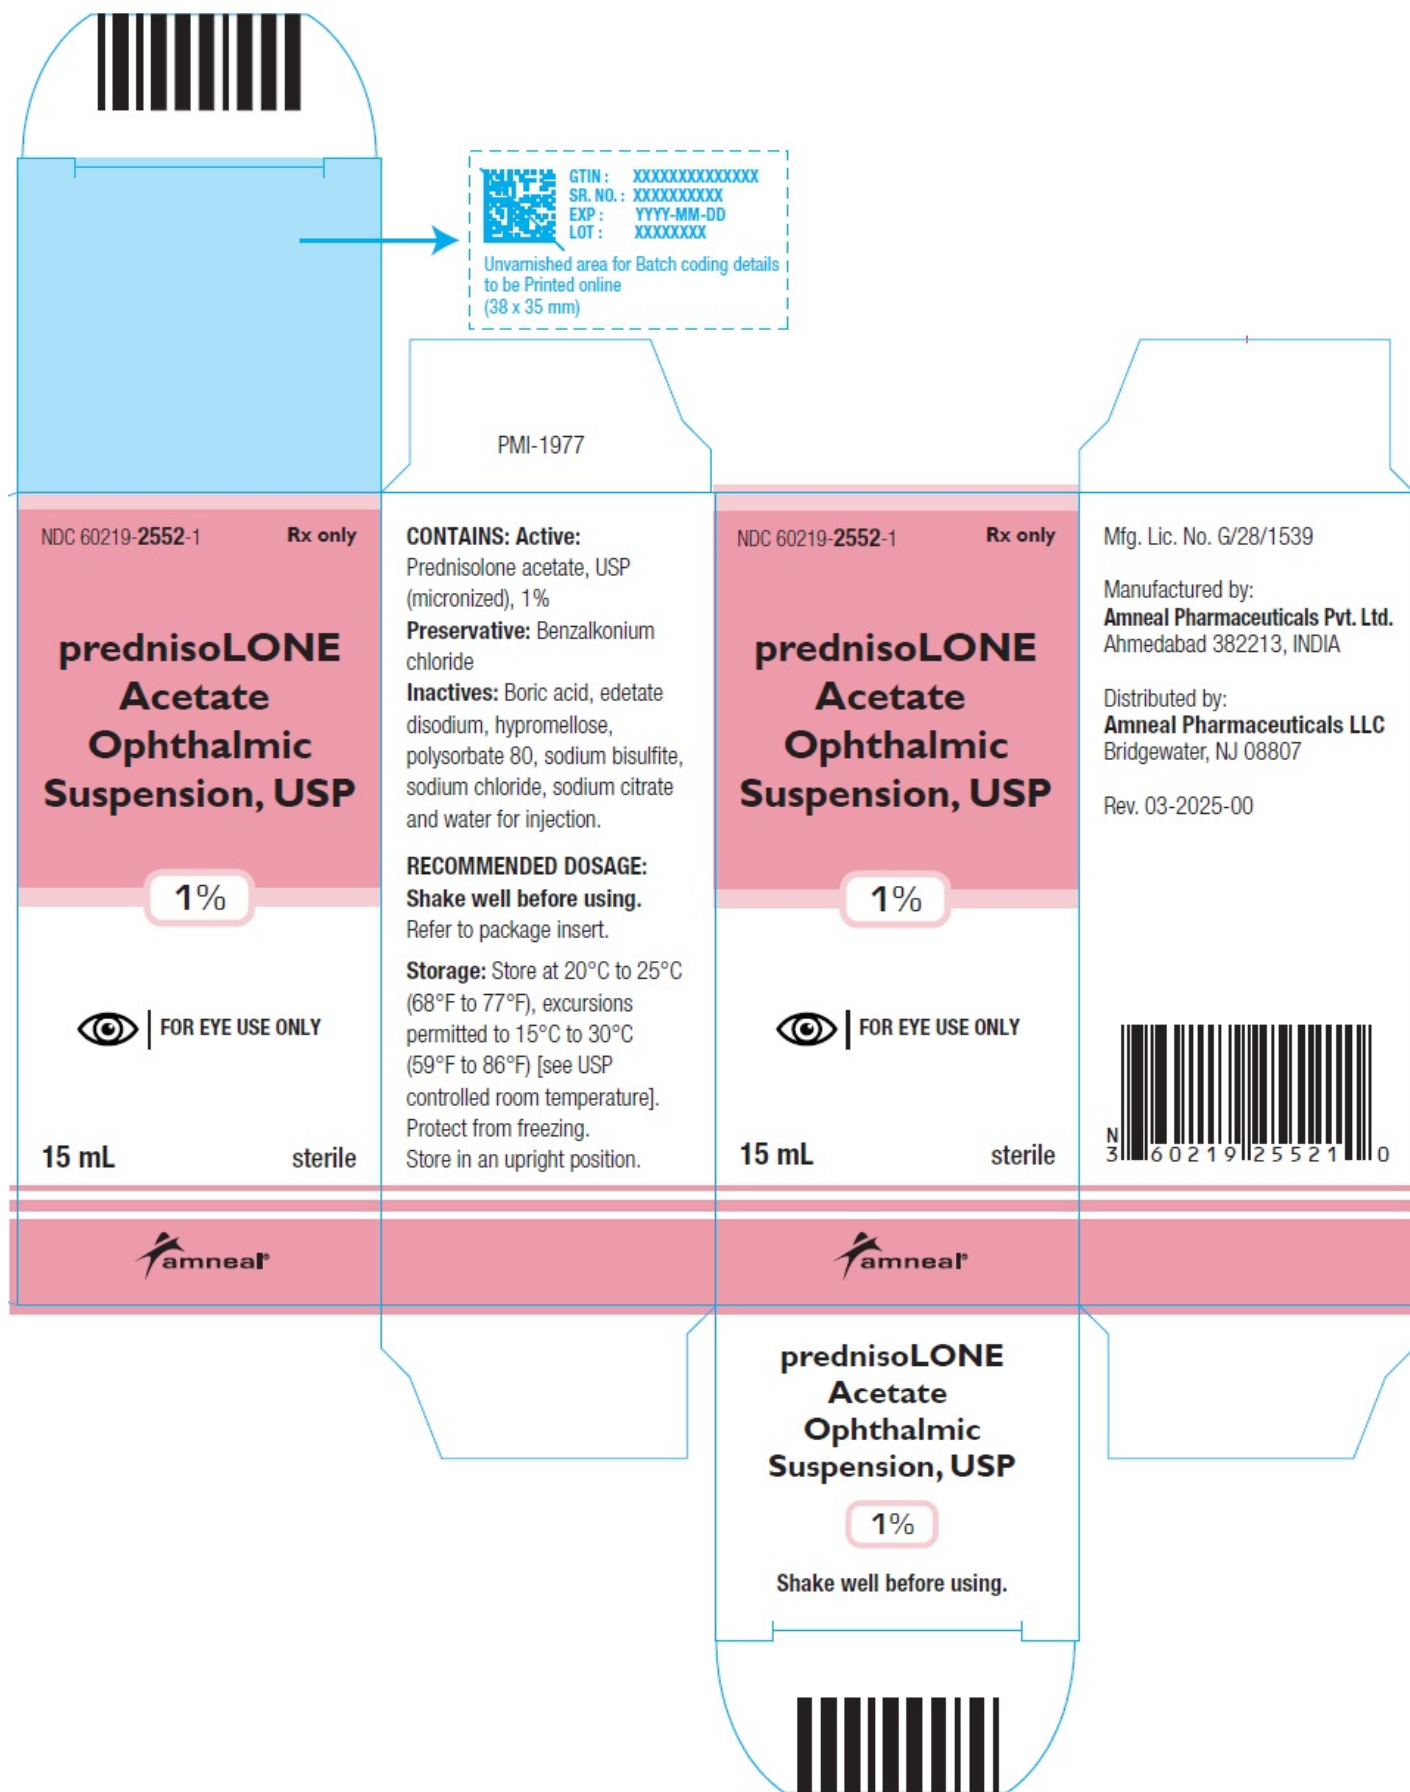 GTIN : XXXXXXXXXXXXXX
SR. NO. : XXXXXXXXXX
EXP : YYYY-MM-DD
LOT : XXXXXXXX
Unvarnished area for Batch coding details
to be Printed online
(38 x 35 mm)
PMI-1977
NDC 60219-2552-1 Rx only
prednisoLONE
Acetate
Ophthalmic
Suspension, USP
1%
FOR EYE USE ONLY
15 mL sterile
amneal®
CONTAINS: Active:
Prednisolone acetate, USP
(micronized), 1%
Preservative: Benzalkonium
chloride
Inactives: Boric acid, edetate
disodium, hypromellose,
polysorbate 80, sodium bisulfite,
sodium chloride, sodium citrate
and water for injection.
RECOMMENDED DOSAGE:
Shake well before using.
Refer to package insert.
Storage: Store at 20°C to 25°C
(68°F to 77°F), excursions
permitted to 15°C to 30°C
(59°F to 86°F) [see USP
controlled room temperature].
Protect from freezing.
Store in an upright position.
NDC 60219-2552-1 Rx only
prednisoLONE
Acetate
Ophthalmic
Suspension, USP
1%
FOR EYE USE ONLY
15 mL sterile
amneal®
Mfg. Lic. No. G/28/1539
Manufactured by:
Amneal Pharmaceuticals Pvt. Ltd.
Ahmedabad 382213, INDIA
Distributed by:
Amneal Pharmaceuticals LLC
Bridgewater, NJ 08807
Rev. 03-2025-00
N
3 60219 25521 0
prednisoLONE
Acetate
Ophthalmic
Suspension, USP
1%
Shake well before using.